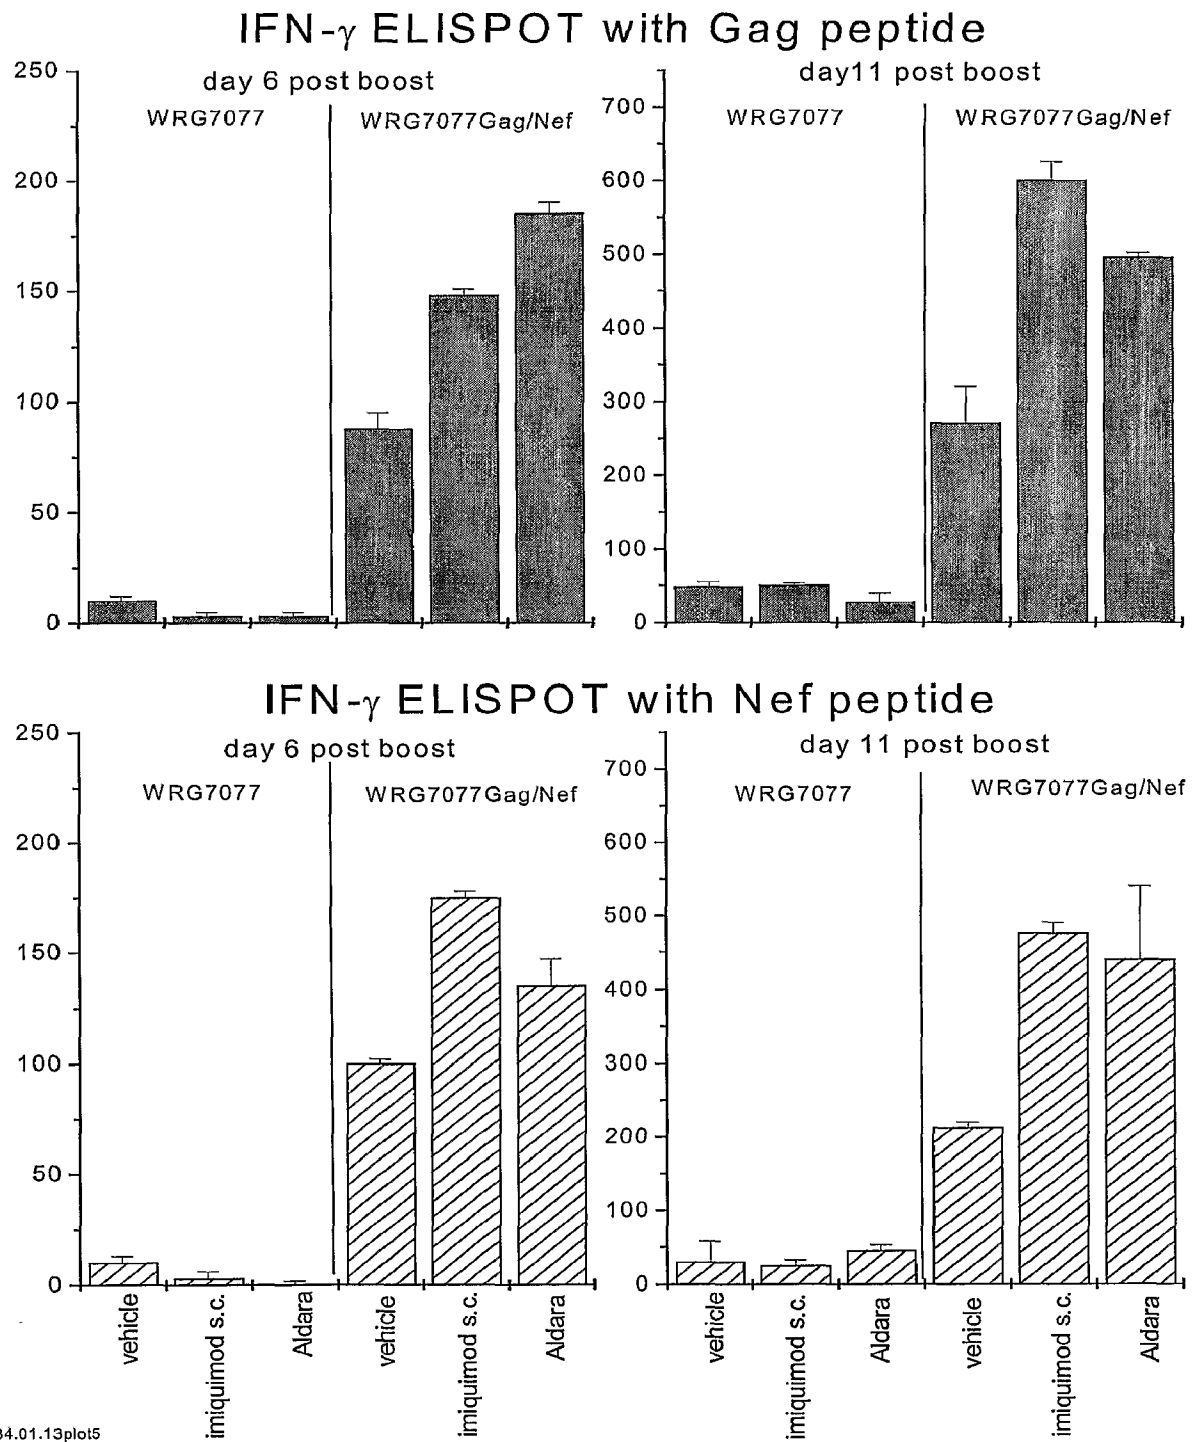 IFN-γ ELISPOT with Gag peptide
day 6 post boost
WRG7077
WRG7077Gag/Nef
250
200
150
100
50
0
day11 post boost
WRG7077
WRG7077Gag/Nef
700
600
500
400
300
200
100
0
IFN-γ ELISPOT with Nef peptide
day 6 post boost
WRG7077
WRG7077Gag/Nef
250
200
150
100
50
0
vehicle
imiquimod s.c.
Aldara
vehicle
imiquimod s.c.
Aldara
day 11 post boost
WRG7077
WRG7077Gag/Nef
700
600
500
400
300
200
100
0
vehicle
imiquimod s.c.
Aldara
vehicle
imiquimod s.c.
Aldara
34.01.13plot5